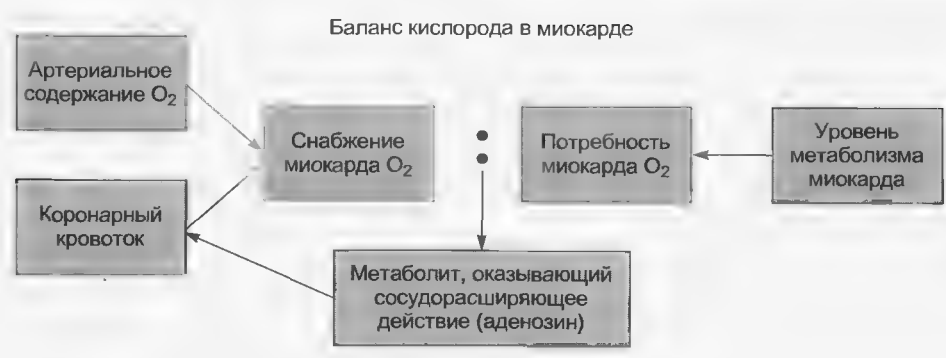 Баланс кислорода в миокарде
Артериальное
содержание O₂
Снабжение
миокарда O₂
Потребность
миокарда O₂
Уровень
метаболизма
миокарда
Коронарный
кровоток
Метаболит, оказывающий
сосудорасширяющее
действие (аденозин)